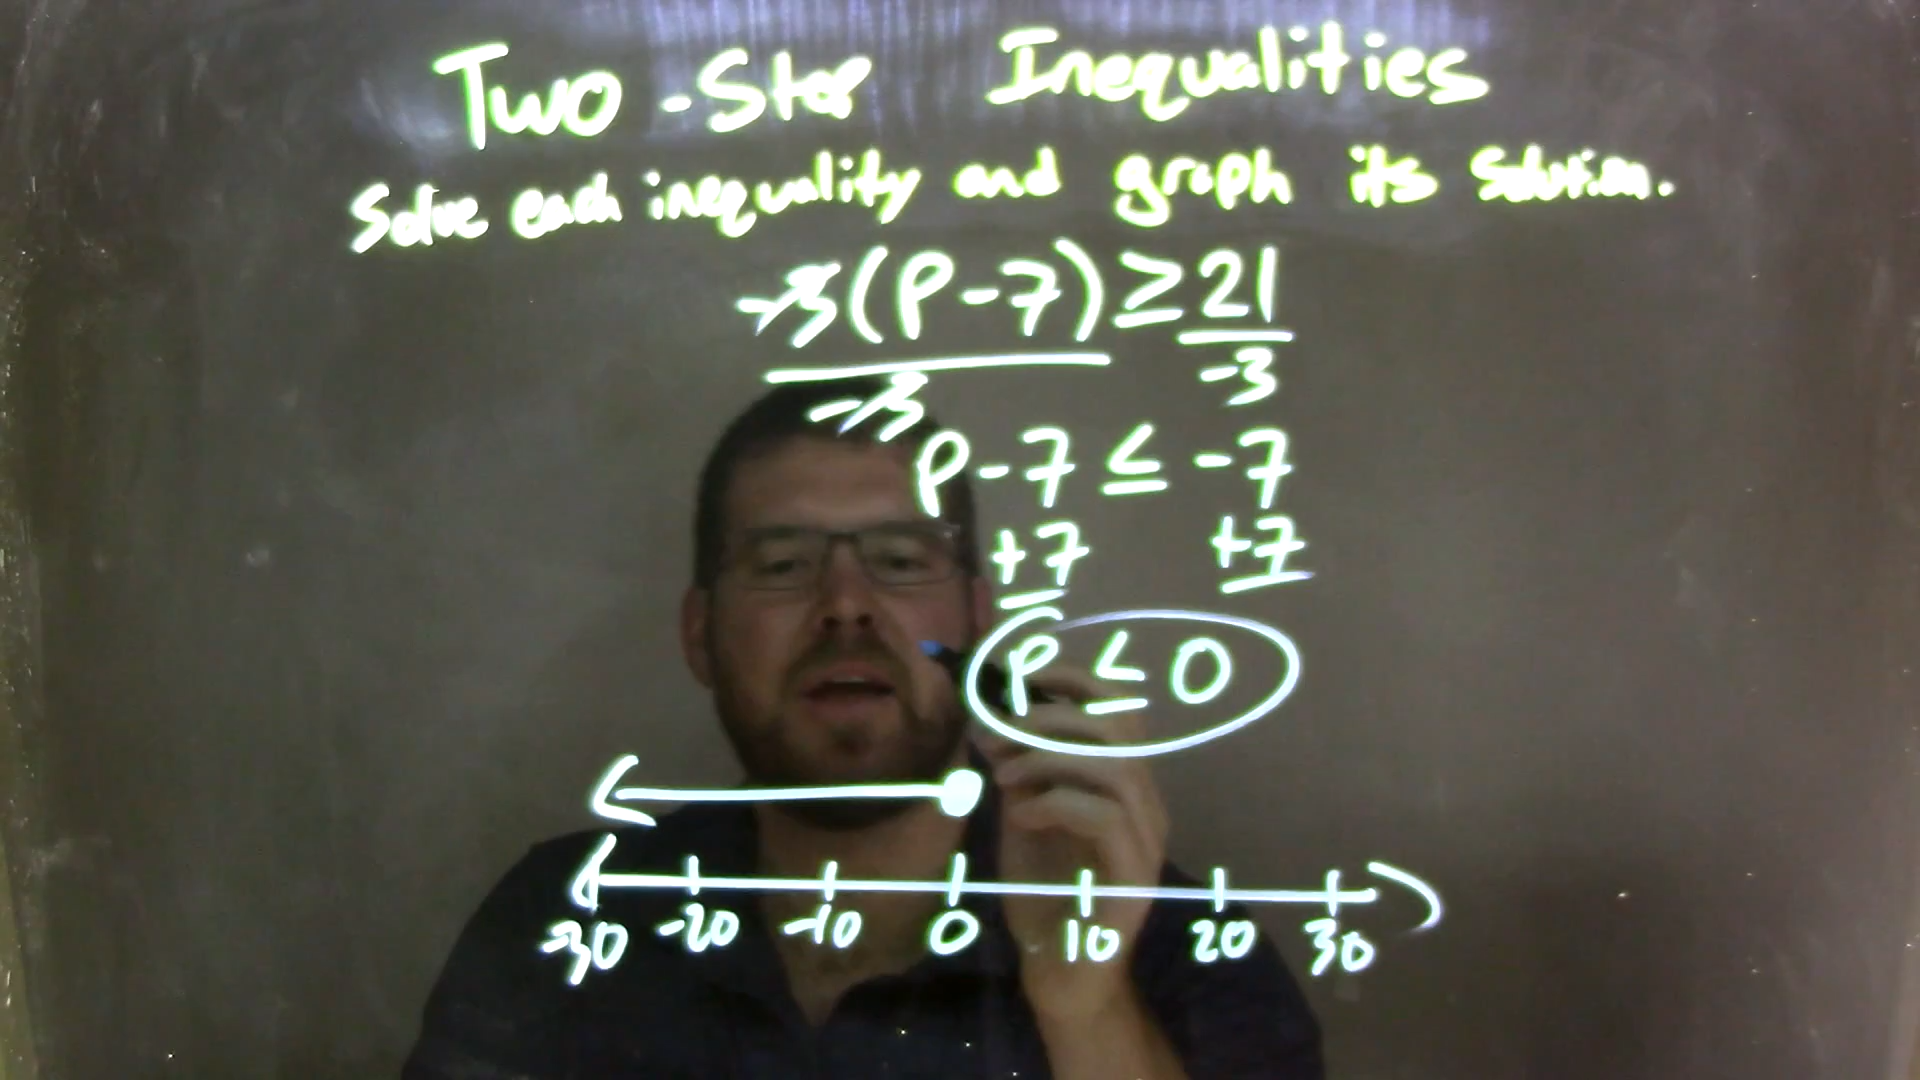 Two-Step Inequalities
Solve each inequality and graph its solution.
-3(p-7) ≥ 21
-3 -3
p-7 ≤ -7
+7 +7
p ≤ 0
-30 -20 -10 0 10 20 30